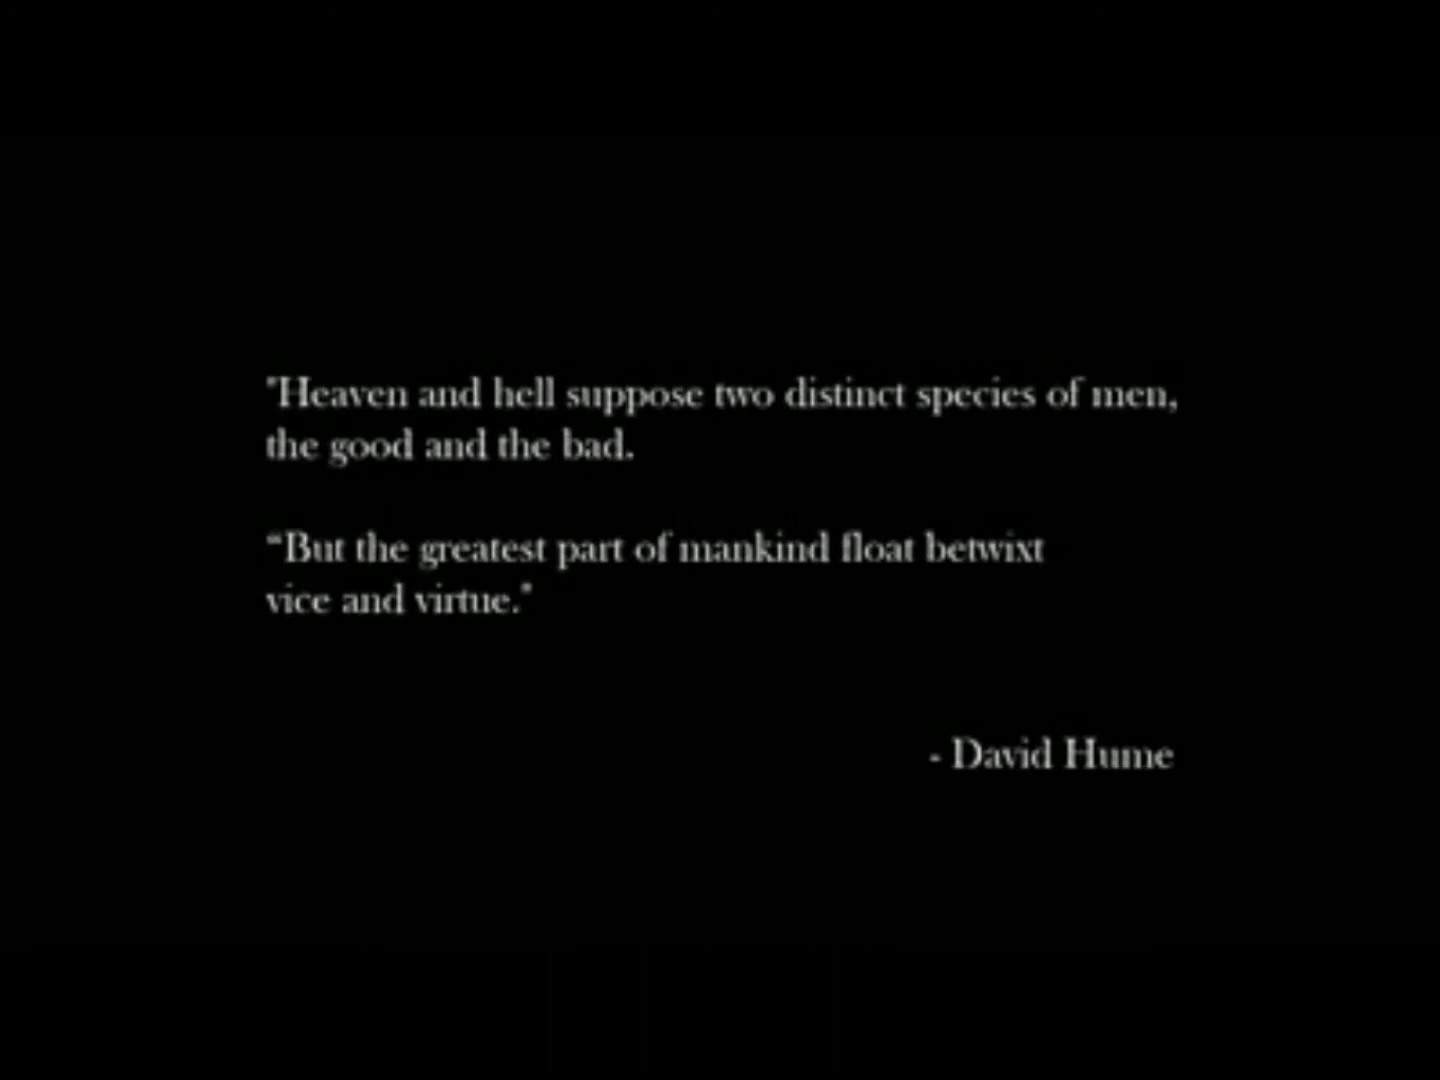 "Heaven and hell suppose two distinct species of men,
the good and the bad.
“But the greatest part of mankind float betwixt
vice and virtue."
- David Hume